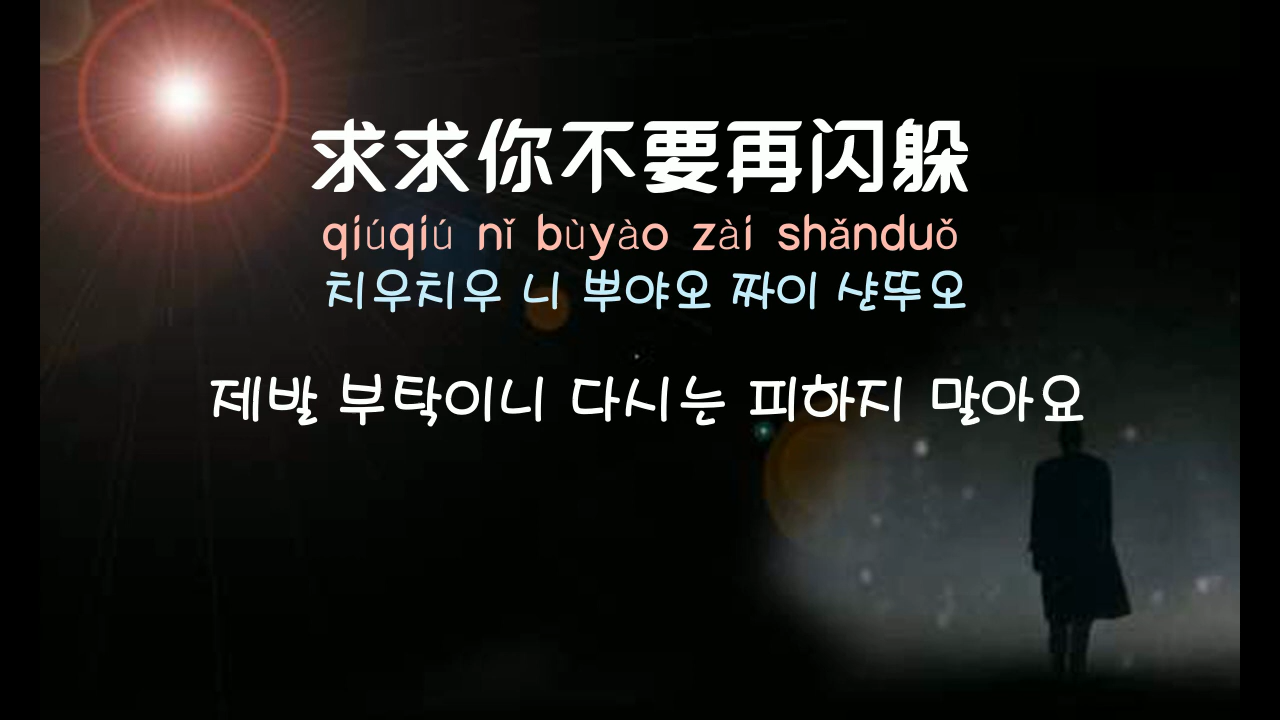 求求你不要再闪躲
qiúqiú nǐ bùyào zài shǎnduǒ
치우치우 니 뿌야오 짜이 샨뚜오
제발 부탁이니 다시는 피하지 말아요